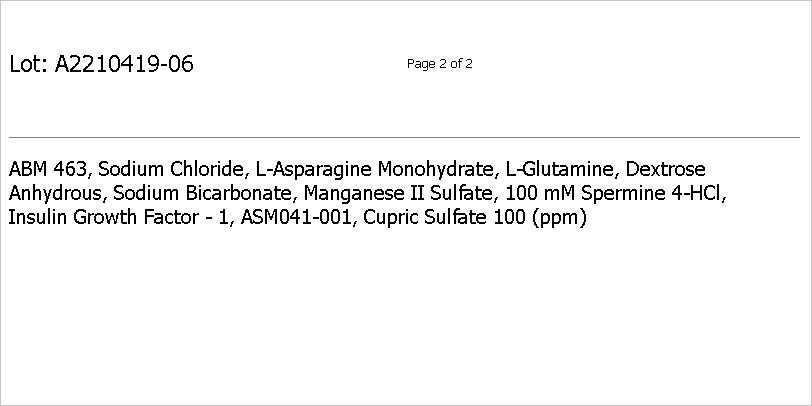 Lot: A2210419-06
Page 2 of 2
ABM 463, Sodium Chloride, L-Asparagine Monohydrate, L-Glutamine, Dextrose
Anhydrous, Sodium Bicarbonate, Manganese II Sulfate, 100 mM Spermine 4-HCl,
Insulin Growth Factor - 1, ASM041-001, Cupric Sulfate 100 (ppm)